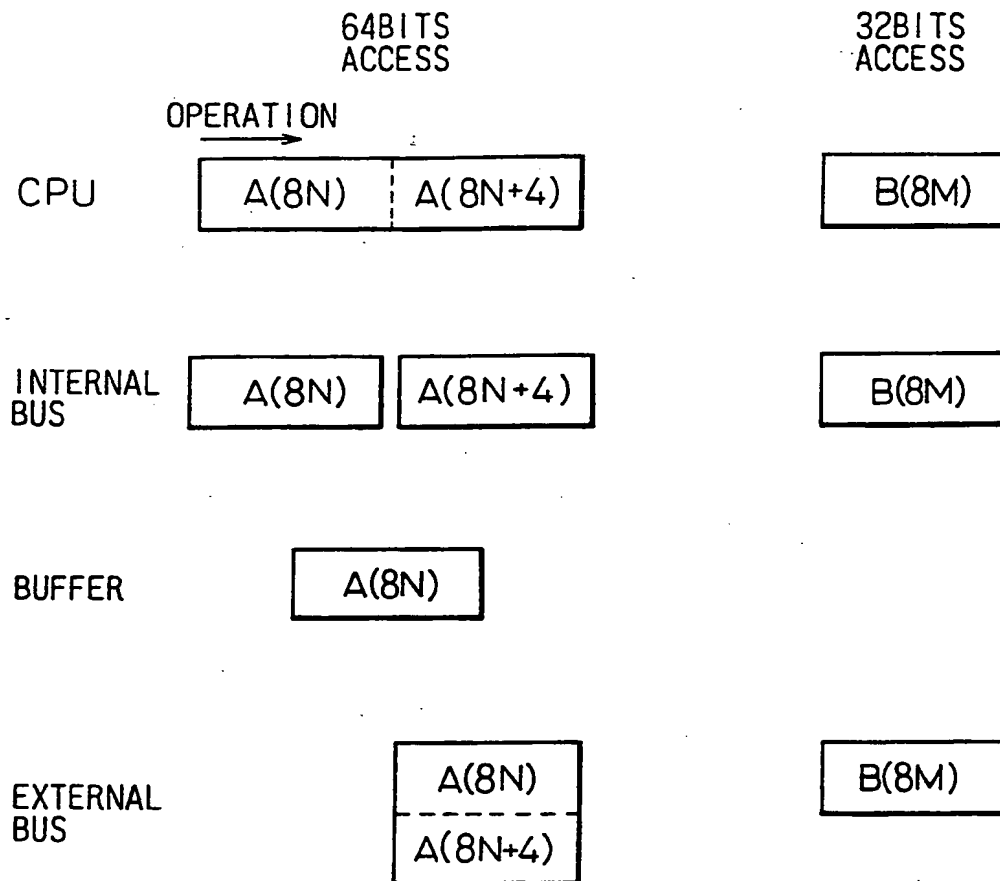 64BITS
ACCESS
32BITS
ACCESS
OPERATION
CPU
A(8N)
A(8N+4)
B(8M)
INTERNAL
BUS
A(8N)
A(8N+4)
B(8M)
BUFFER
A(8N)
EXTERNAL
BUS
A(8N)
A(8N+4)
B(8M)